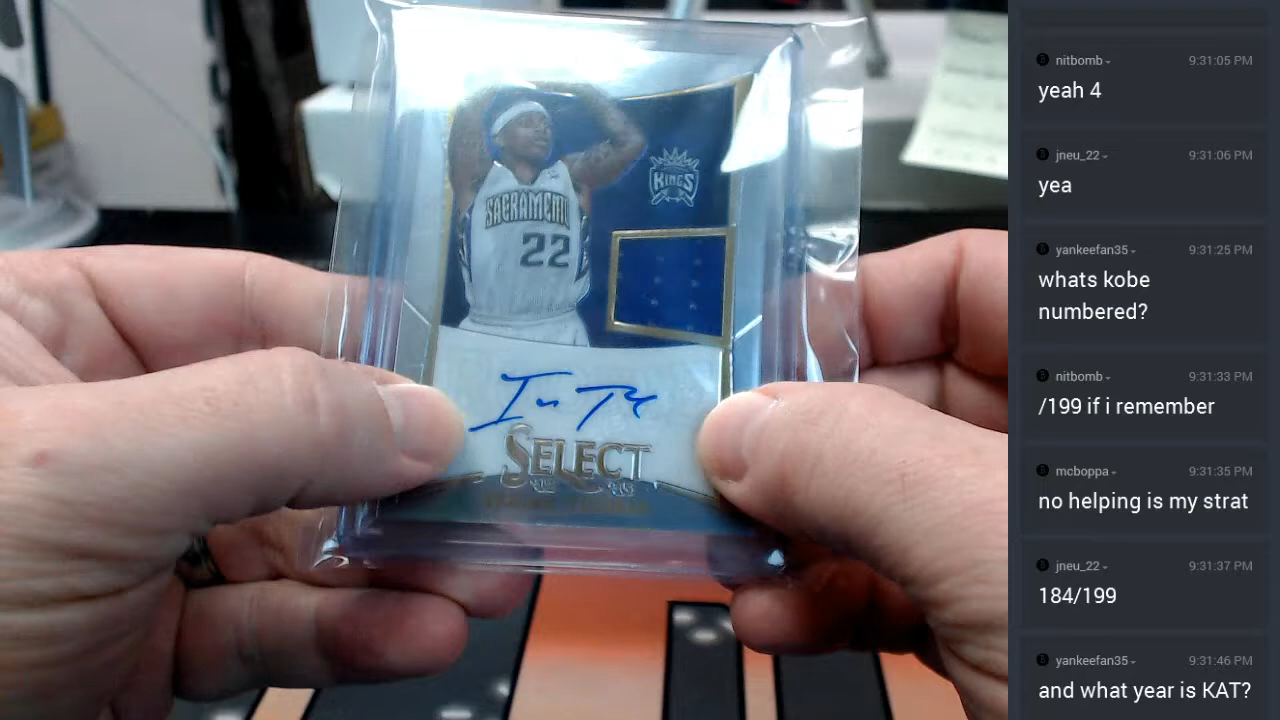 KINGS
SACRAMENTO
22
SELECT
nitbomb
9:31:05 PM
yeah 4
jneu_22
9:31:06 PM
yea
yankeefan35
9:31:25 PM
whats kobe
numbered?
nitbomb
9:31:33 PM
/199 if i remember
mcboppa
9:31:35 PM
no helping is my strat
jneu_22
9:31:37 PM
184/199
yankeefan35
9:31:46 PM
and what year is KAT?